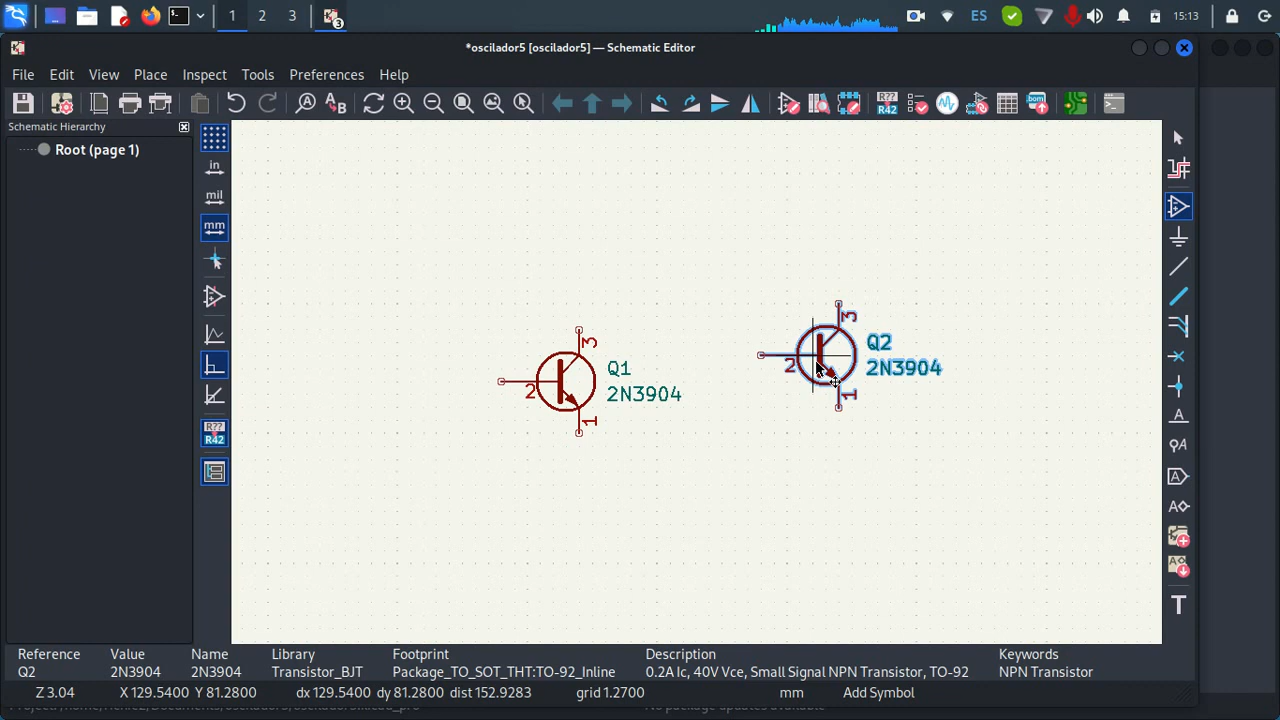 1 2 3
3
ES
15:13
*oscilador5 [oscilador5] — Schematic Editor
File Edit View Place Inspect Tools Preferences Help
A
A
B
R??
R42
bom
Schematic Hierarchy
Root (page 1)
in
mil
mm
R??
R42
A
A
A
A
T
3
Q1
2
2N3904
1
3
Q2
2
2N3904
1
Reference Value Name Library Footprint Description Keywords
Q2 2N3904 2N3904 Transistor_BJT Package_TO_SOT_THT:TO-92_Inline 0.2A Ic, 40V Vce, Small Signal NPN Transistor, TO-92 NPN Transistor
Z 3.04 X 129.5400 Y 81.2800 dx 129.5400 dy 81.2800 dist 152.9283 grid 1.2700 mm Add Symbol